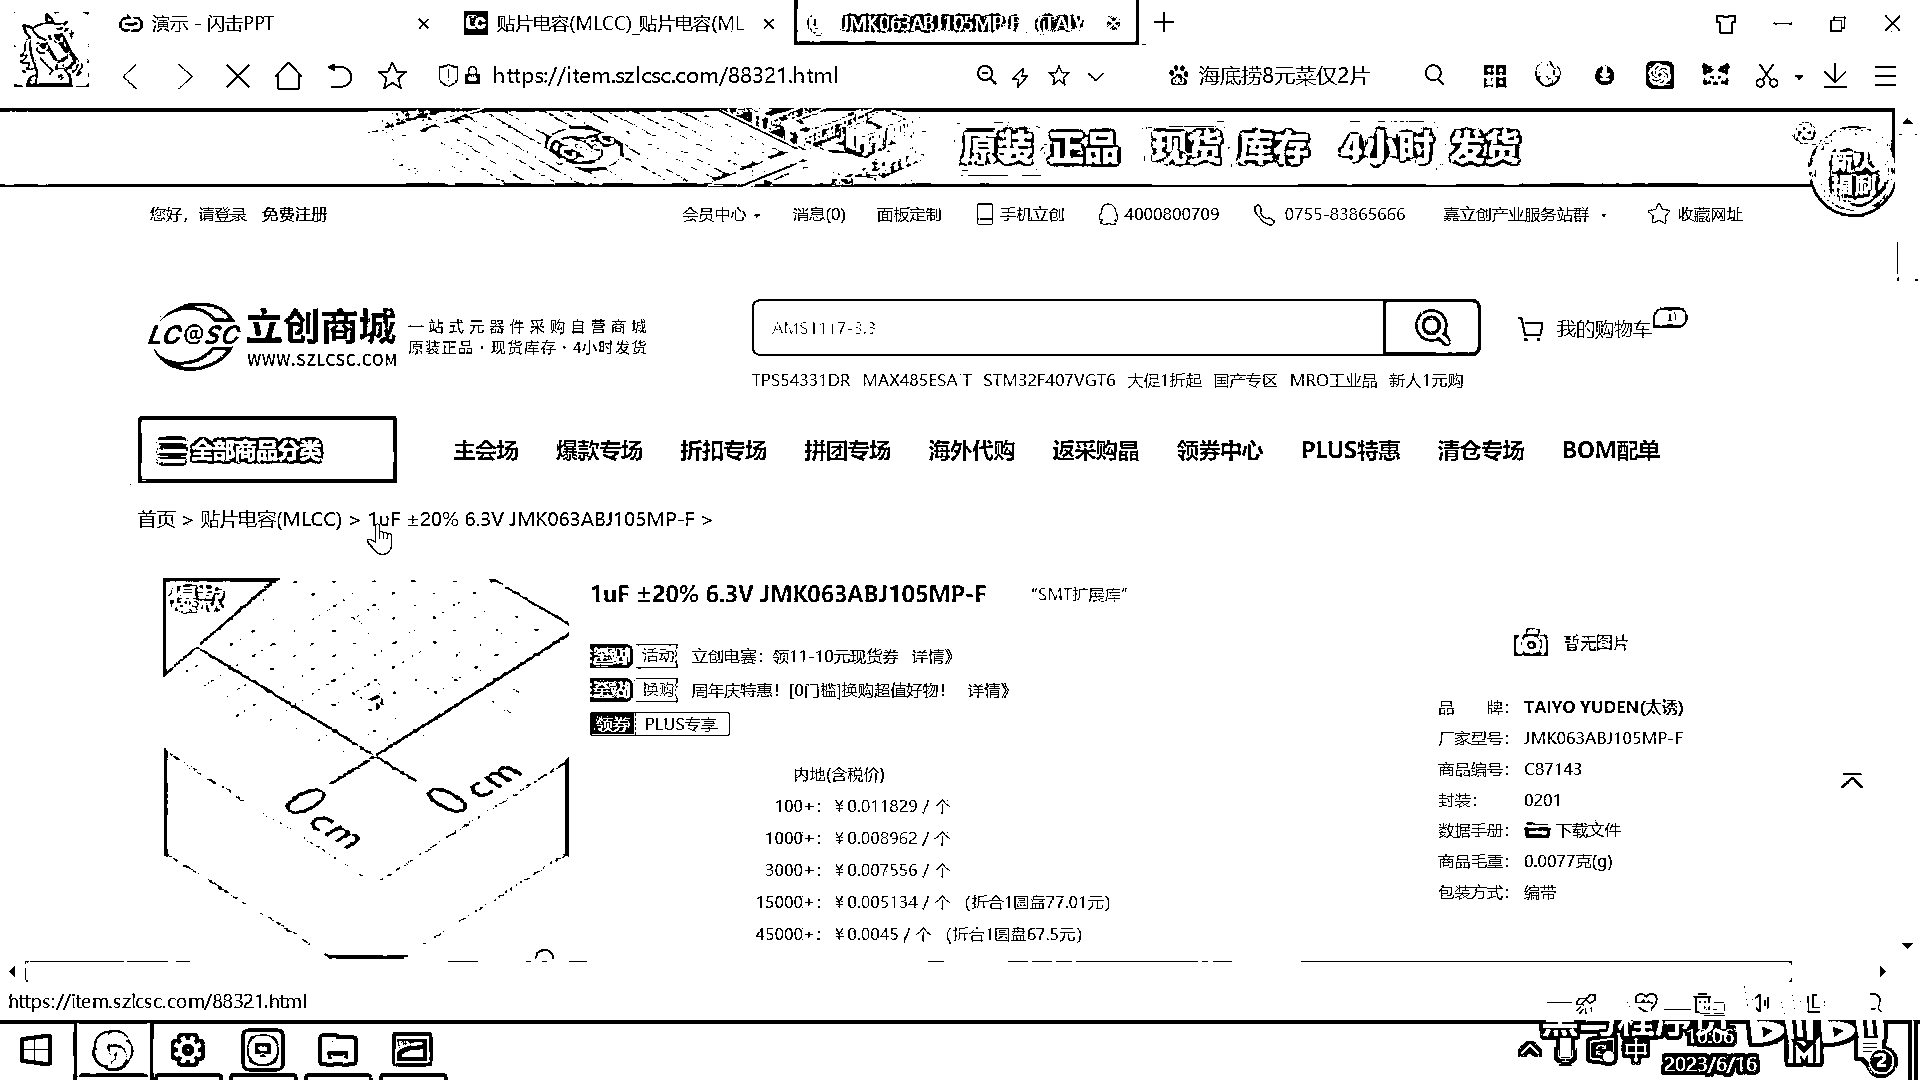 演示 - 闪击PPT
贴片电容(MLCC)_贴片电容(ML
JMK063ABJ105MP-F
https://item.szlcsc.com/88321.html
海底捞8元菜仅2片
原装 正品 现货 库存 4小时 发货
新人
您好，请登录 免费注册
会员中心
消息(0)
面板定制
手机立创
4000800709
0755-83865666
嘉立创产业服务站群
收藏网址
LC@SC 立创商城
WWW.SZLCSC.COM
一站式元器件采购自营商城
原装正品·现货库存·4小时发货
AMS1117-3.3
我的购物车
TPS54331DR MAX485ESA T STM32F407VGT6 大促1折起 国产专区 MRO工业品 新人1元购
全部商品分类
主会场 爆款专场 折扣专场 拼团专场 海外代购 返采购晶 领券中心 PLUS特惠 清仓专场 BOM配单
首页 > 贴片电容(MLCC) > 1uF ±20% 6.3V JMK063ABJ105MP-F >
爆款
0cm
0cm
1uF ±20% 6.3V JMK063ABJ105MP-F
“SMT扩展库”
活动 立创电赛：领11-10元现货券 详情》
换购 周年庆特惠！[0门槛]换购超值好物！ 详情》
领券 PLUS专享
内地(含税价)
100+： ￥0.011829 / 个
1000+： ￥0.008962 / 个
3000+： ￥0.007556 / 个
15000+： ￥0.005134 / 个 (折合1圆盘77.01元)
45000+： ￥0.0045 / 个 (折合1圆盘67.5元)
暂无图片
品 牌： TAIYO YUDEN(太诱)
厂家型号： JMK063ABJ105MP-F
商品编号： C87143
封装： 0201
数据手册： 下载文件
商品毛重： 0.0077克(g)
包装方式： 编带
https://item.szlcsc.com/88321.html
中
10:06
2023/6/16
2